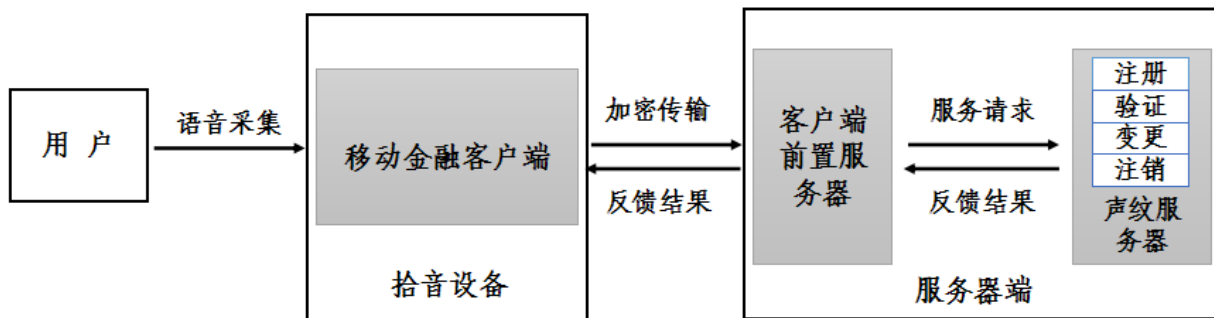 用 户
语音采集
移动金融客户端
拾音设备
加密传输
反馈结果
客户端
前置服
务器
服务请求
反馈结果
注册
验证
变更
注销
声纹服
务器
服务器端